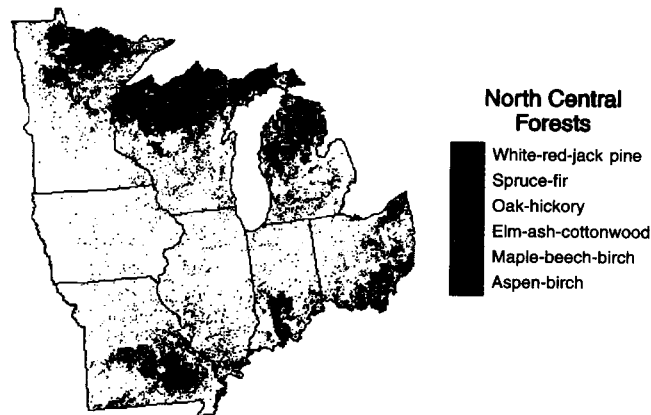 North Central
Forests
White-red-jack pine
Spruce-fir
Oak-hickory
Elm-ash-cottonwood
Maple-beech-birch
Aspen-birch